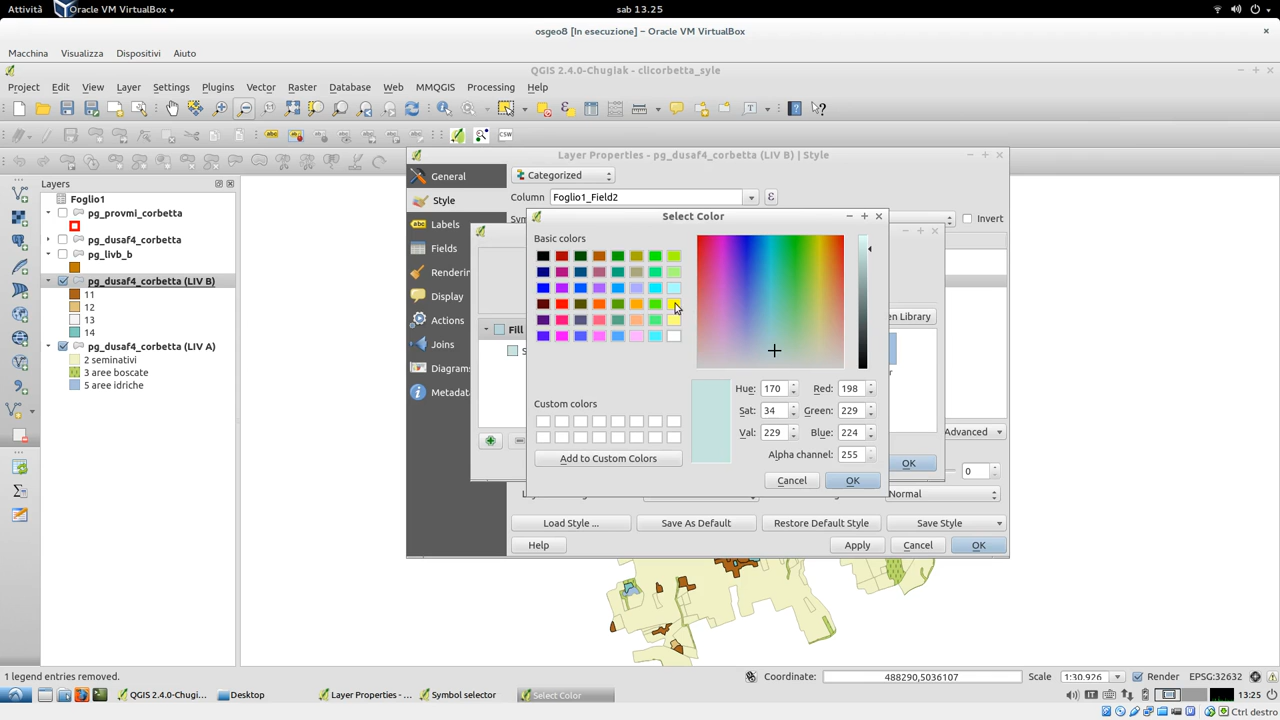 Attività Oracle VM VirtualBox sab 13.25
osgeo8 [In esecuzione] – Oracle VM VirtualBox
Macchina Visualizza Dispositivi Aiuto
QGIS 2.4.0-Chugiak - clicorbetta_syle
Project Edit View Layer Settings Plugins Vector Raster Database Web MMQGIS Processing Help
Layers
Foglio1
pg_provmi_corbetta
pg_dusaf4_corbetta
pg_livb_b
pg_dusaf4_corbetta (LIV B)
11
12
13
14
pg_dusaf4_corbetta (LIV A)
2 seminativi
3 aree boscate
5 aree idriche
Layer Properties - pg_dusaf4_corbetta (LIV B) | Style
General
Style
Labels
Fields
Rendering
Display
Actions
Joins
Diagrams
Metadat
Categorized
Column Foglio1_Field2
Invert
Fill
en Library
Advanced
OK
0
Normal
Load Style ... Save As Default Restore Default Style Save Style
Help Apply Cancel OK
Select Color
Basic colors
Custom colors
Add to Custom Colors
Hue: 170 Red: 198
Sat: 34 Green: 229
Val: 229 Blue: 224
Alpha channel: 255
Cancel OK
1 legend entries removed.
Coordinate: 488290,5036107 Scale 1:30.926 Render EPSG:32632
QGIS 2.4.0-Chugi... Desktop Layer Properties - ... Symbol selector Select Color IT 13:25
Ctrl destro